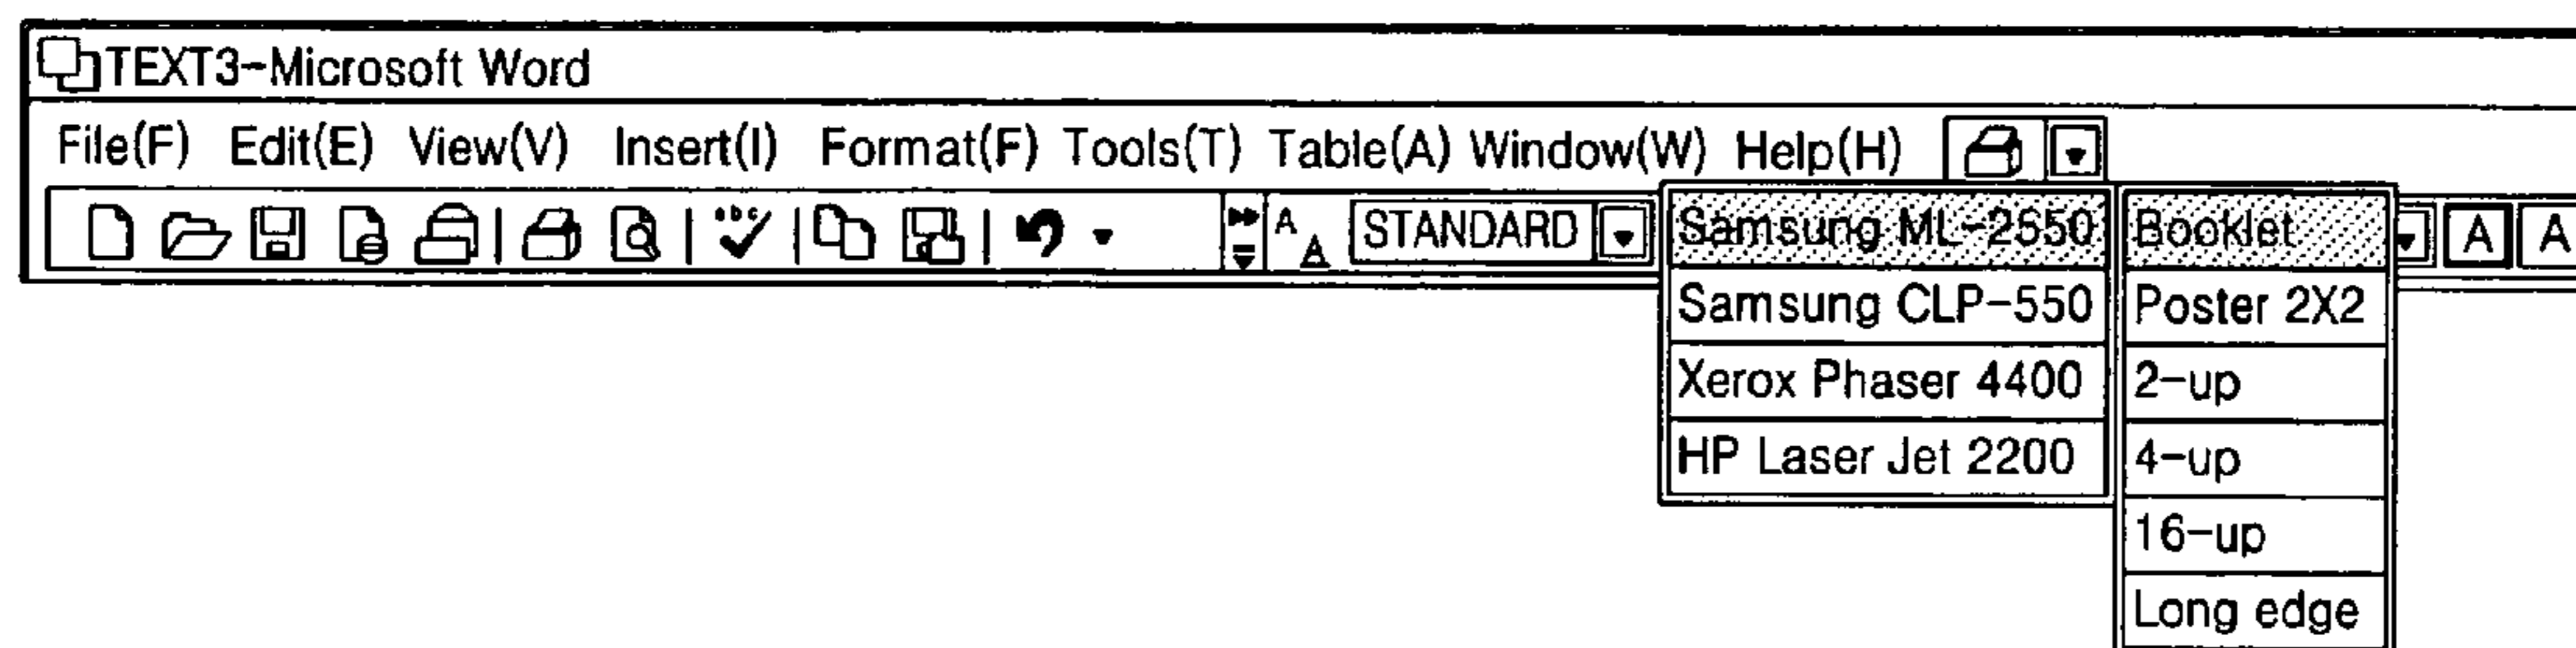 TEXT3-Microsoft Word
File(F) Edit(E) View(V) Insert(I) Format(F) Tools(T) Table(A) Window(W) Help(H)
abc A A STANDARD Samsung ML-2550 Booklet A A
Samsung CLP-550 Poster 2X2
Xerox Phaser 4400 2-up
HP Laser Jet 2200 4-up
16-up
Long edge